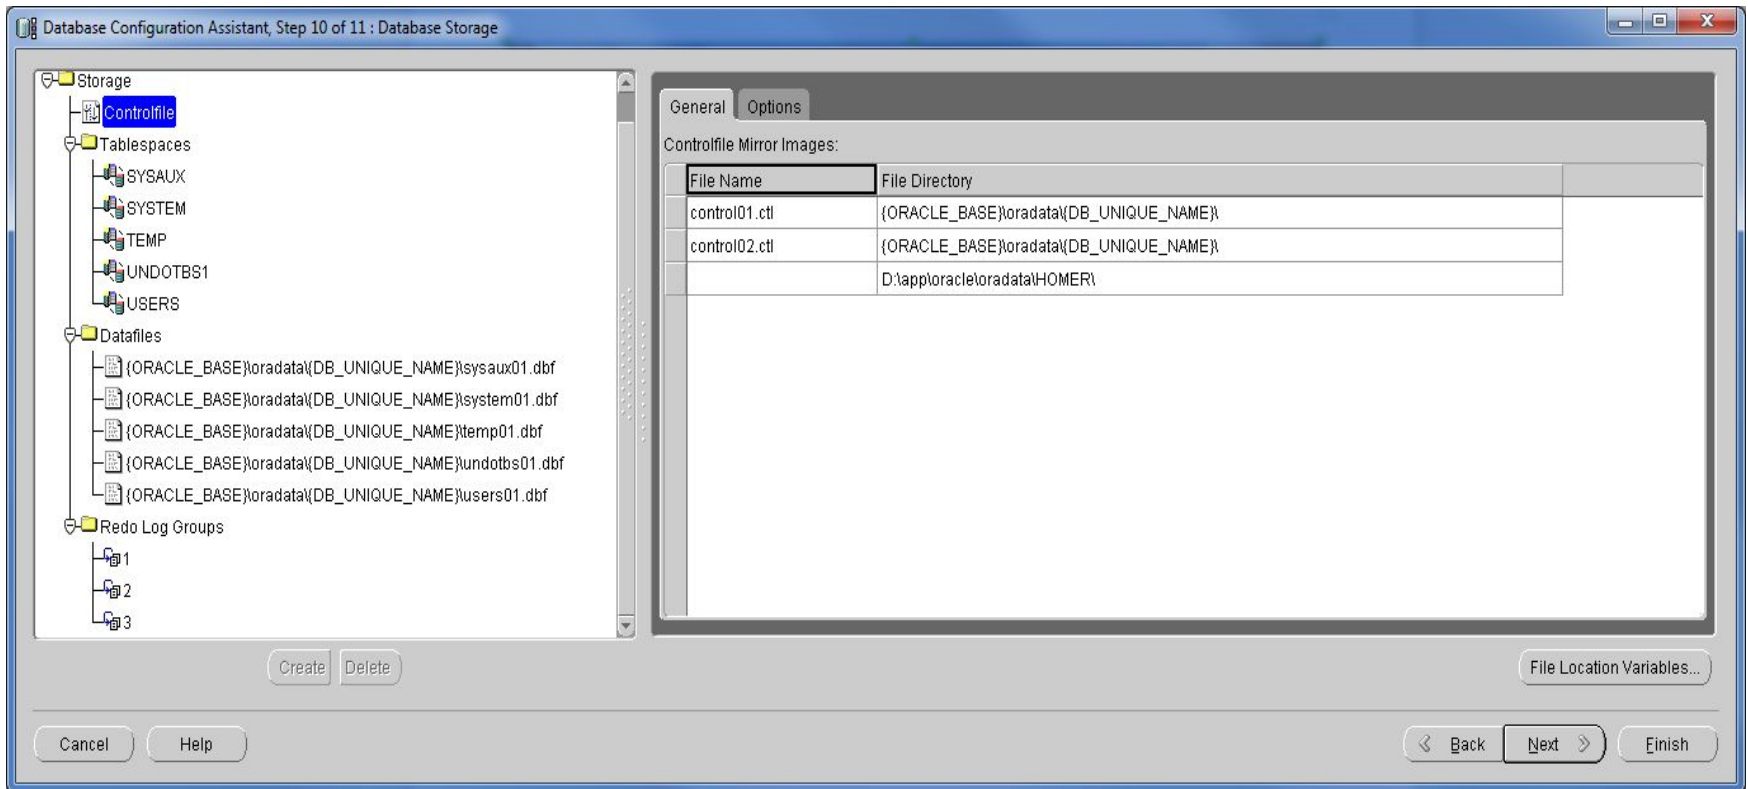 Database Configuration Assistant, Step 10 of 11 : Database Storage
Storage
Controlfile
Tablespaces
SYSAUX
SYSTEM
TEMP
UNDOTBS1
USERS
Datafiles
{ORACLE_BASE}\oradata\{DB_UNIQUE_NAME}\sysaux01.dbf
{ORACLE_BASE}\oradata\{DB_UNIQUE_NAME}\system01.dbf
{ORACLE_BASE}\oradata\{DB_UNIQUE_NAME}\temp01.dbf
{ORACLE_BASE}\oradata\{DB_UNIQUE_NAME}\undotbs01.dbf
{ORACLE_BASE}\oradata\{DB_UNIQUE_NAME}\users01.dbf
Redo Log Groups
1
2
3
Create Delete
General Options
Controlfile Mirror Images:
File Name File Directory
control01.ctl {ORACLE_BASE}\oradata\{DB_UNIQUE_NAME}\
control02.ctl {ORACLE_BASE}\oradata\{DB_UNIQUE_NAME}\
D:\app\oracle\oradata\HOMER\
File Location Variables...
Cancel Help Back Next Finish